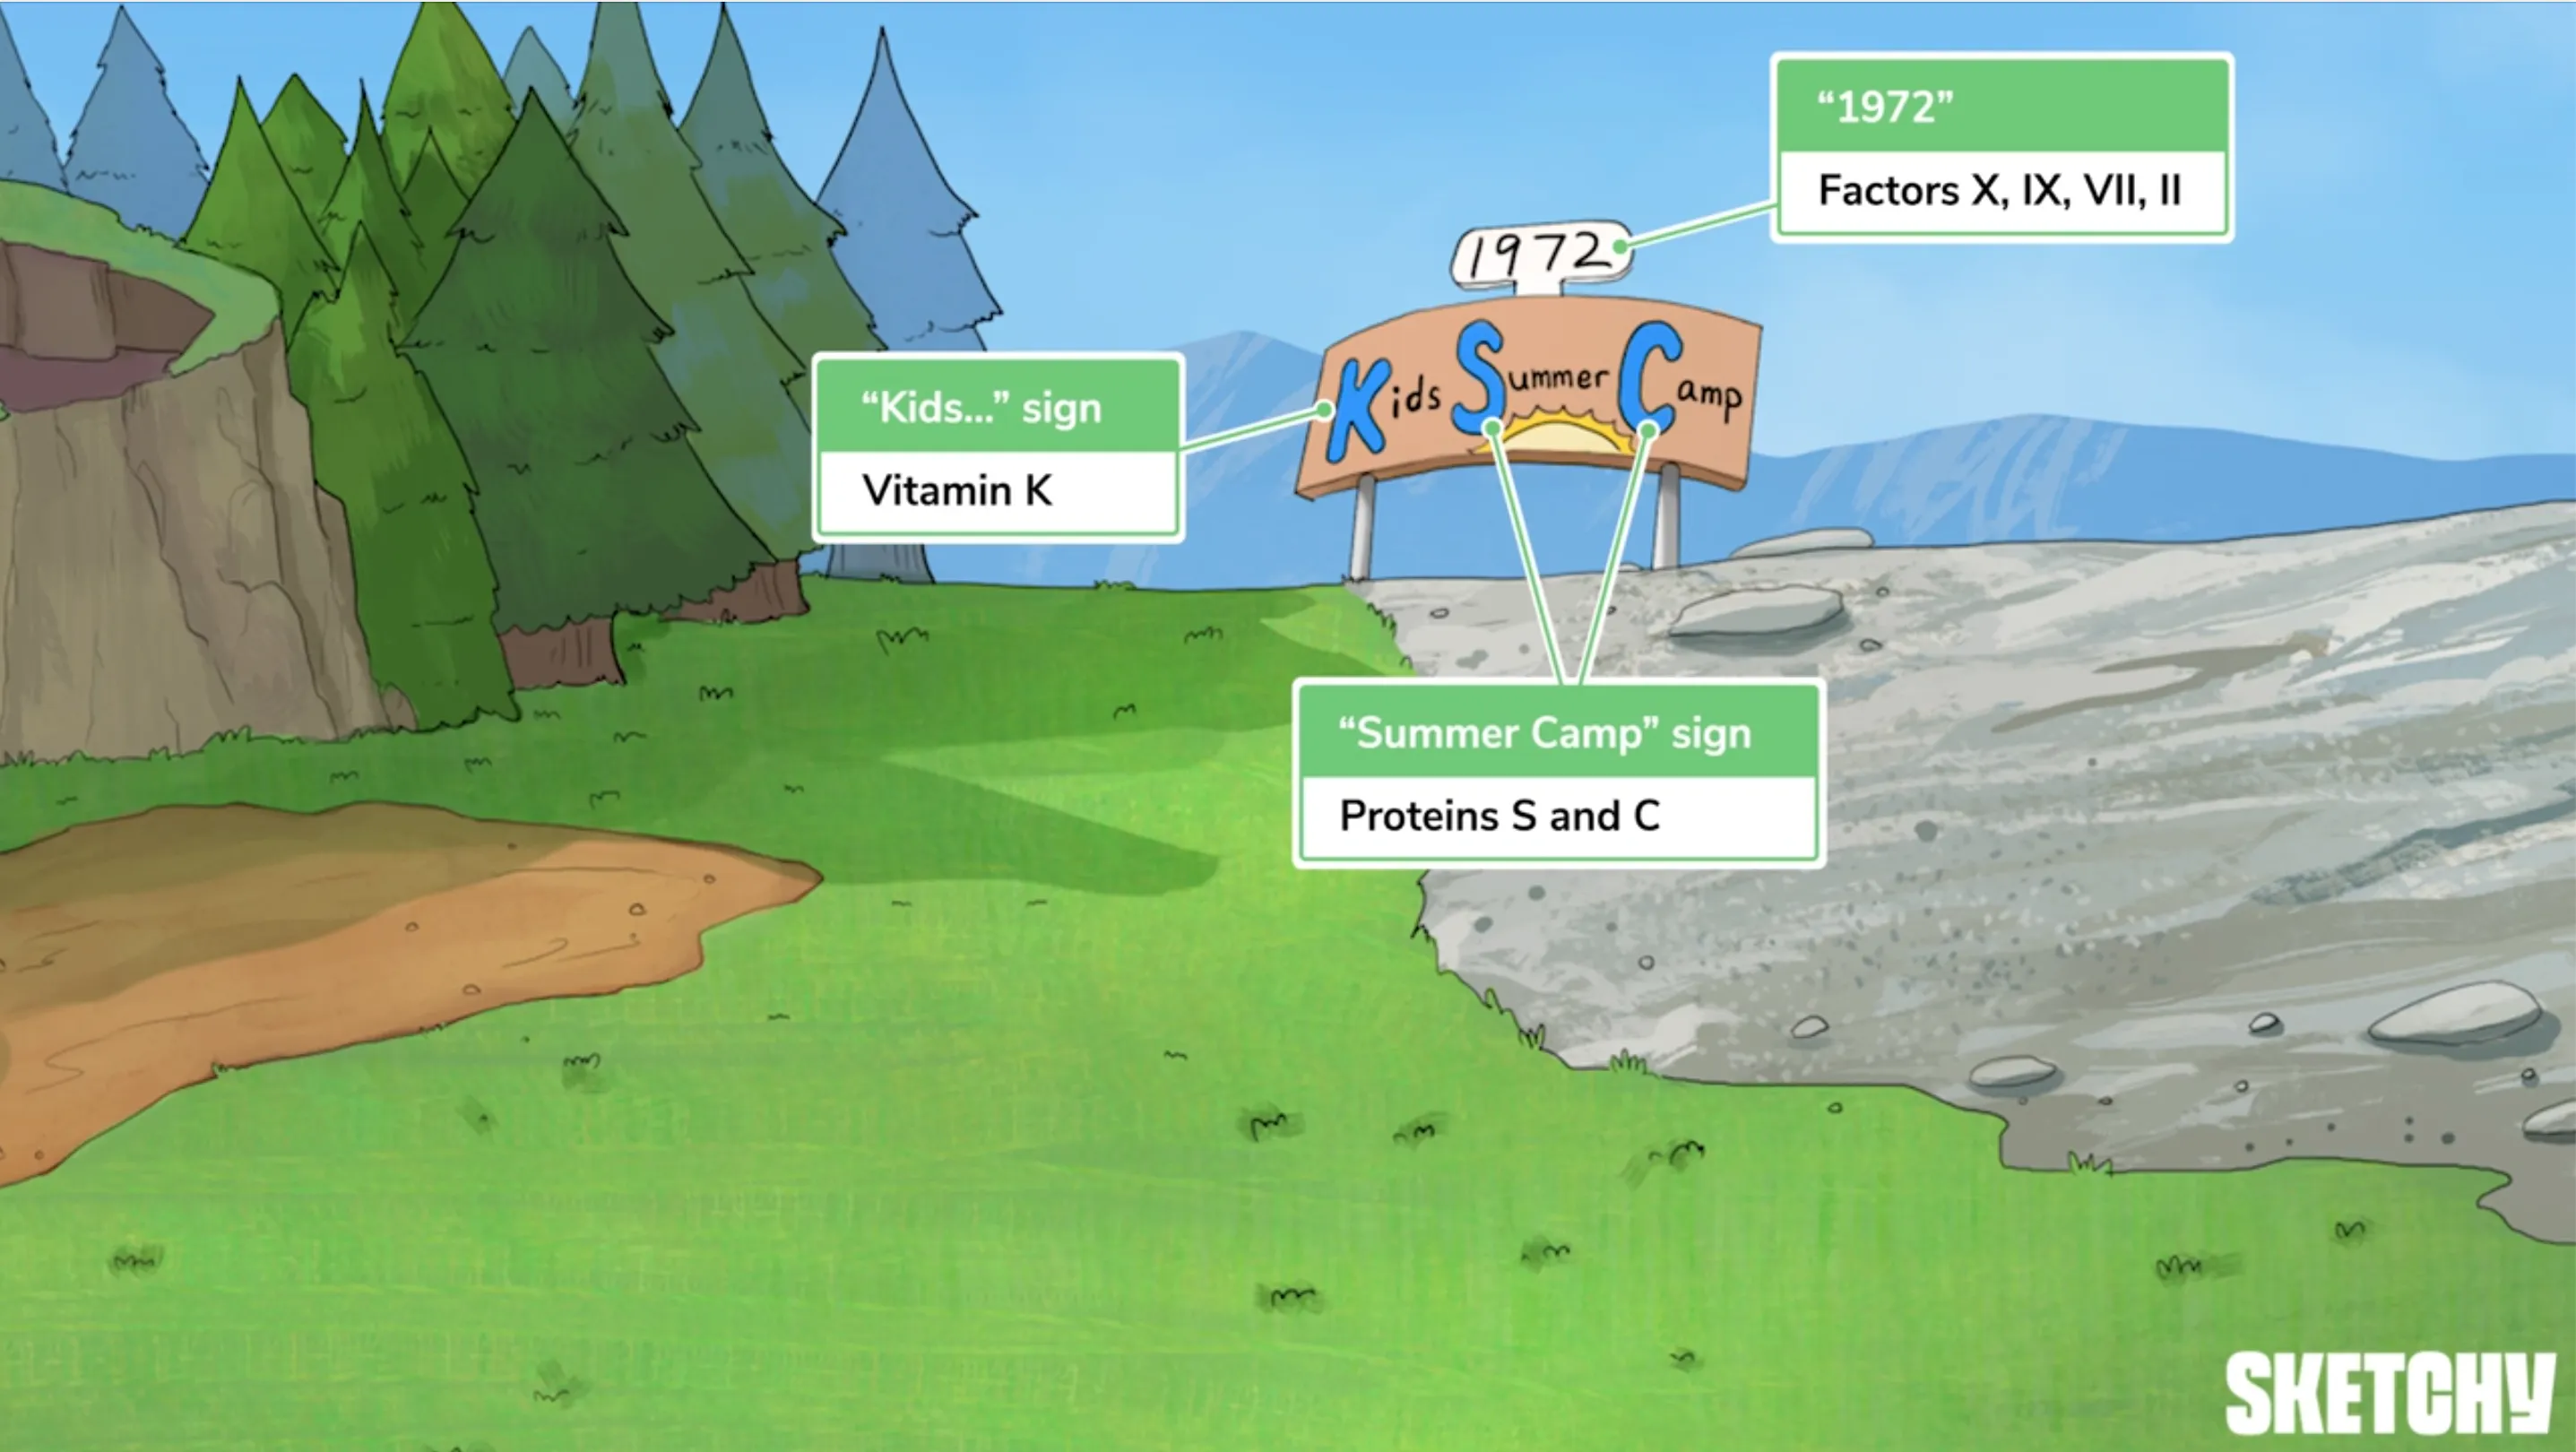 “1972”
Factors X, IX, VII, II
1972
Kids Summer Camp
“Kids...” sign
Vitamin K
“Summer Camp” sign
Proteins S and C
SKETCHY